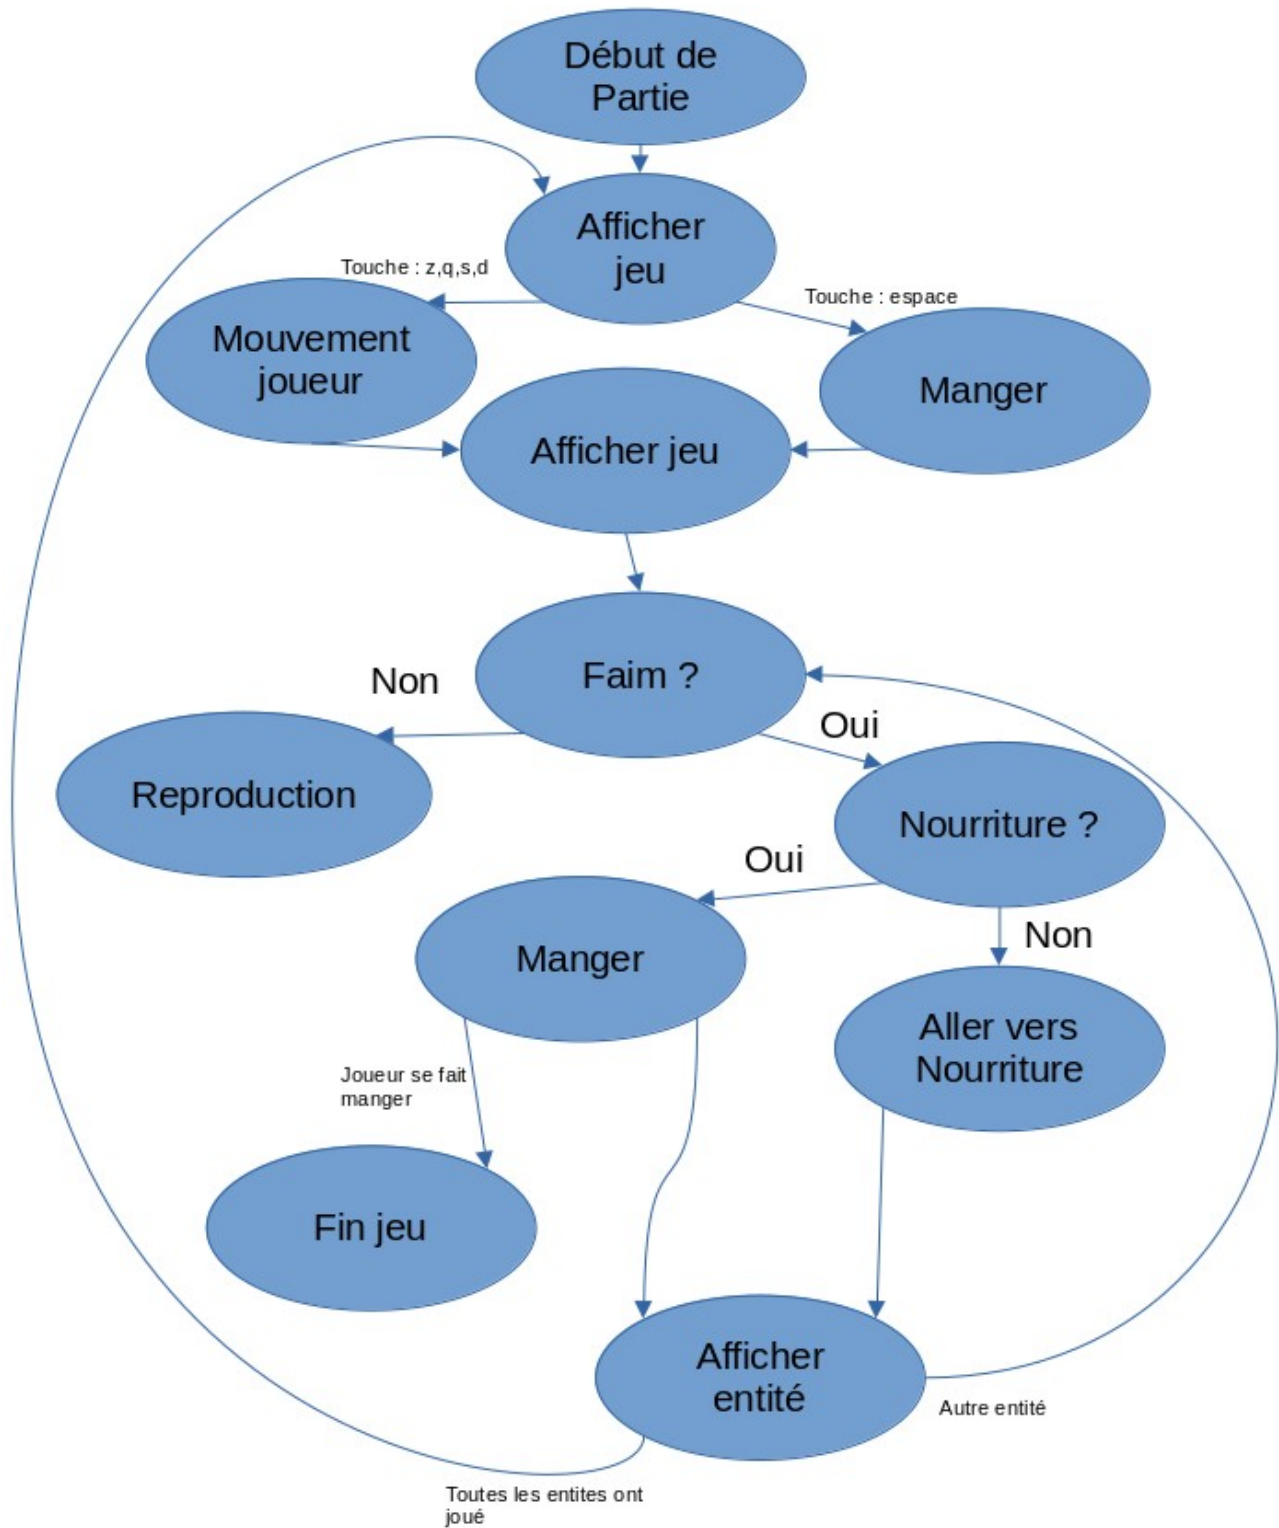 Début de
Partie
Afficher
jeu
Touche : z,q,s,d
Touche : espace
Mouvement
joueur
Manger
Afficher jeu
Faim ?
Non
Oui
Reproduction
Nourriture ?
Oui
Manger
Non
Aller vers
Nourriture
Joueur se fait
manger
Fin jeu
Afficher
entité
Autre entité
Toutes les entites ont
joué